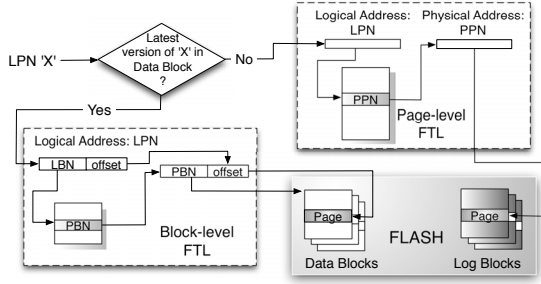 LPN 'X'
Latest
version of 'X' in
Data Block
?
No
Yes
Logical Address:
LPN
Physical Address:
PPN
PPN
Page-level
FTL
Logical Address: LPN
LBN offset
PBN offset
PBN
Block-level
FTL
Page
FLASH
Page
Data Blocks
Log Blocks